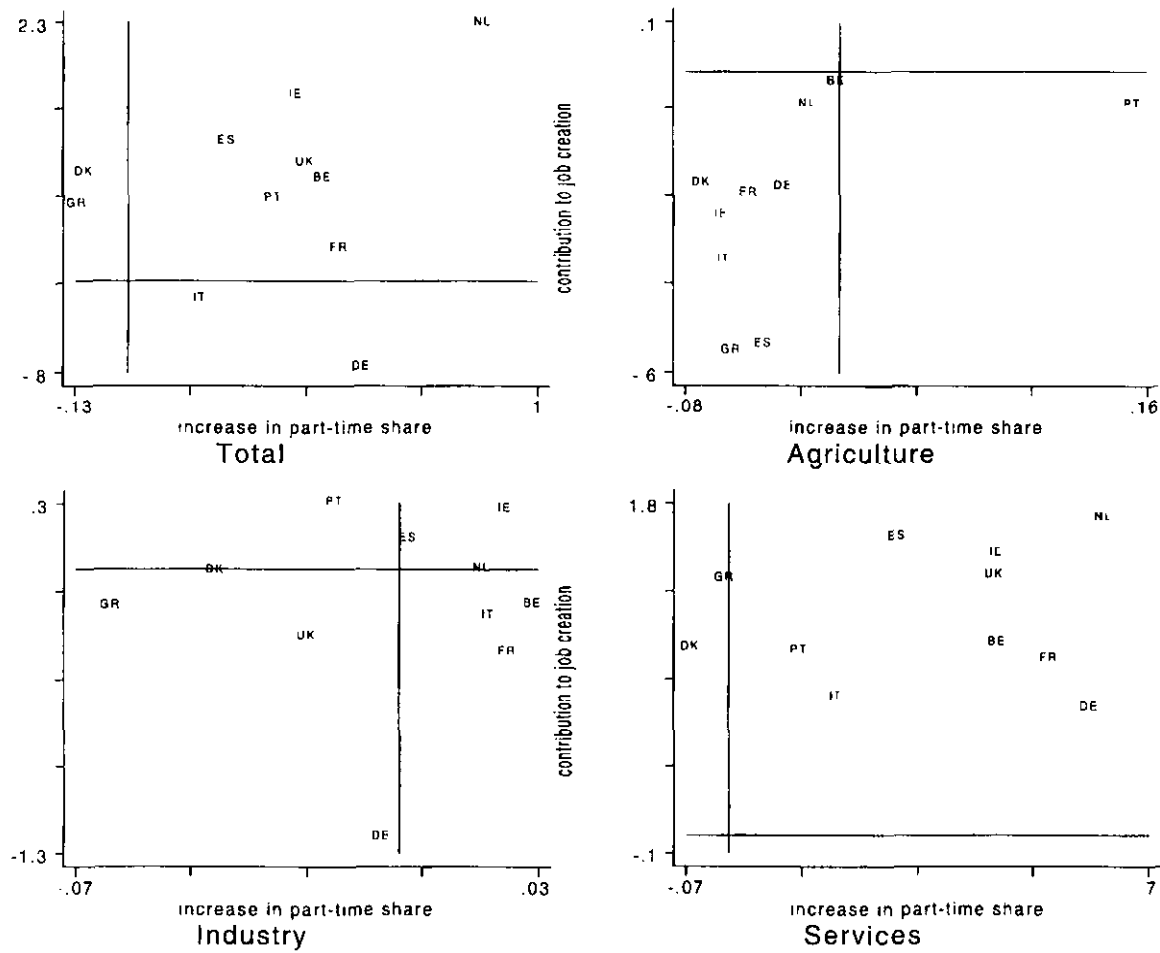 2.3
NL
IE
ES
UK
DK
BE
PT
GR
FR
IT
DE
-8
-.13
1
increase in part-time share
Total
contribution to job creation
.1
NL
PT
DK
FR
DE
IE
IT
GR
ES
-6
-.08
.16
increase in part-time share
Agriculture
.3
PT
IE
ES
DK
NL
GR
BE
IT
UK
FR
DE
-1.3
-.07
.03
increase in part-time share
Industry
contribution to job creation
1.8
NL
ES
IE
UK
GR
DK
PT
BE
FR
IT
DE
-.1
-.07
7
increase in part-time share
Services